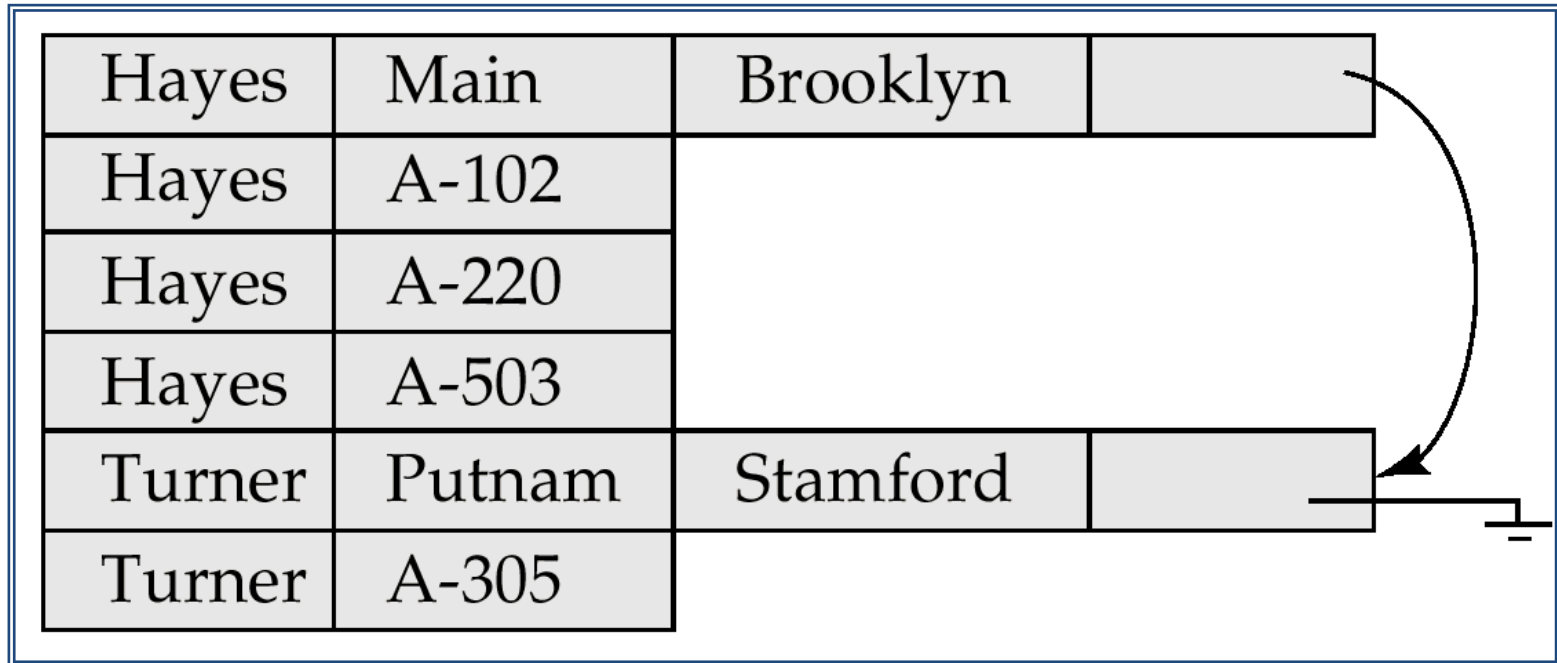 Hayes Main Brooklyn
Hayes A-102
Hayes A-220
Hayes A-503
Turner Putnam Stamford
Turner A-305